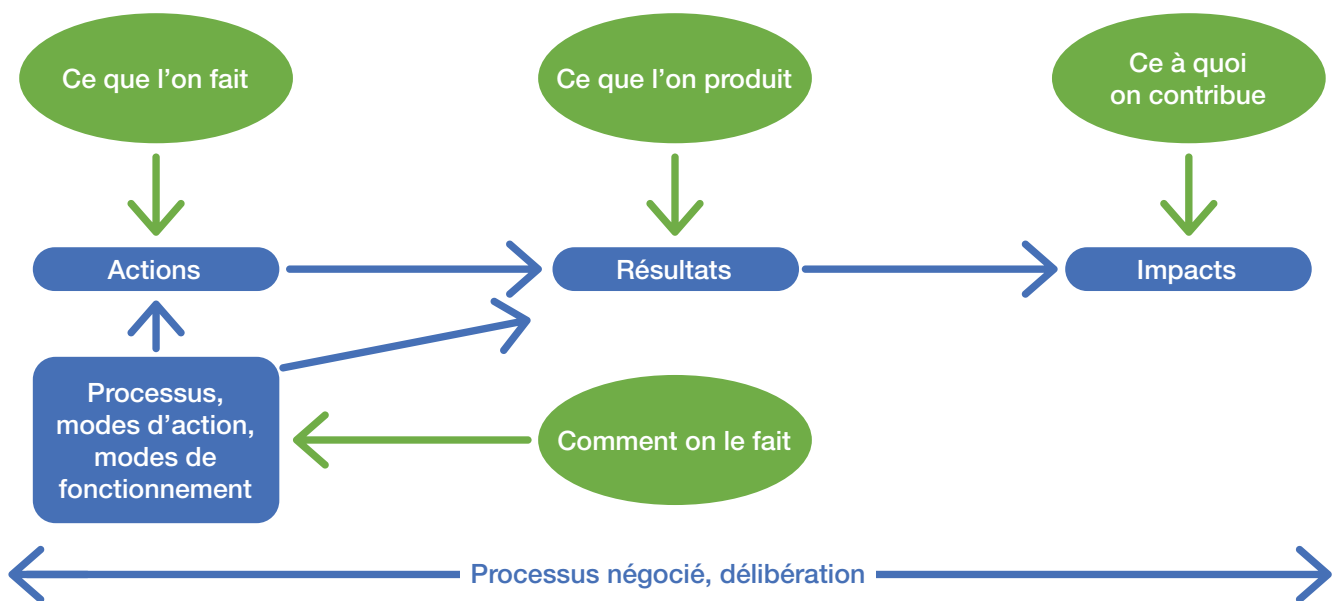 Ce que l'on fait
Ce que l'on produit
Ce à quoi
on contribue
Actions
Résultats
Impacts
Processus,
modes d'action,
modes de
fonctionnement
Comment on le fait
Processus négocié, délibération